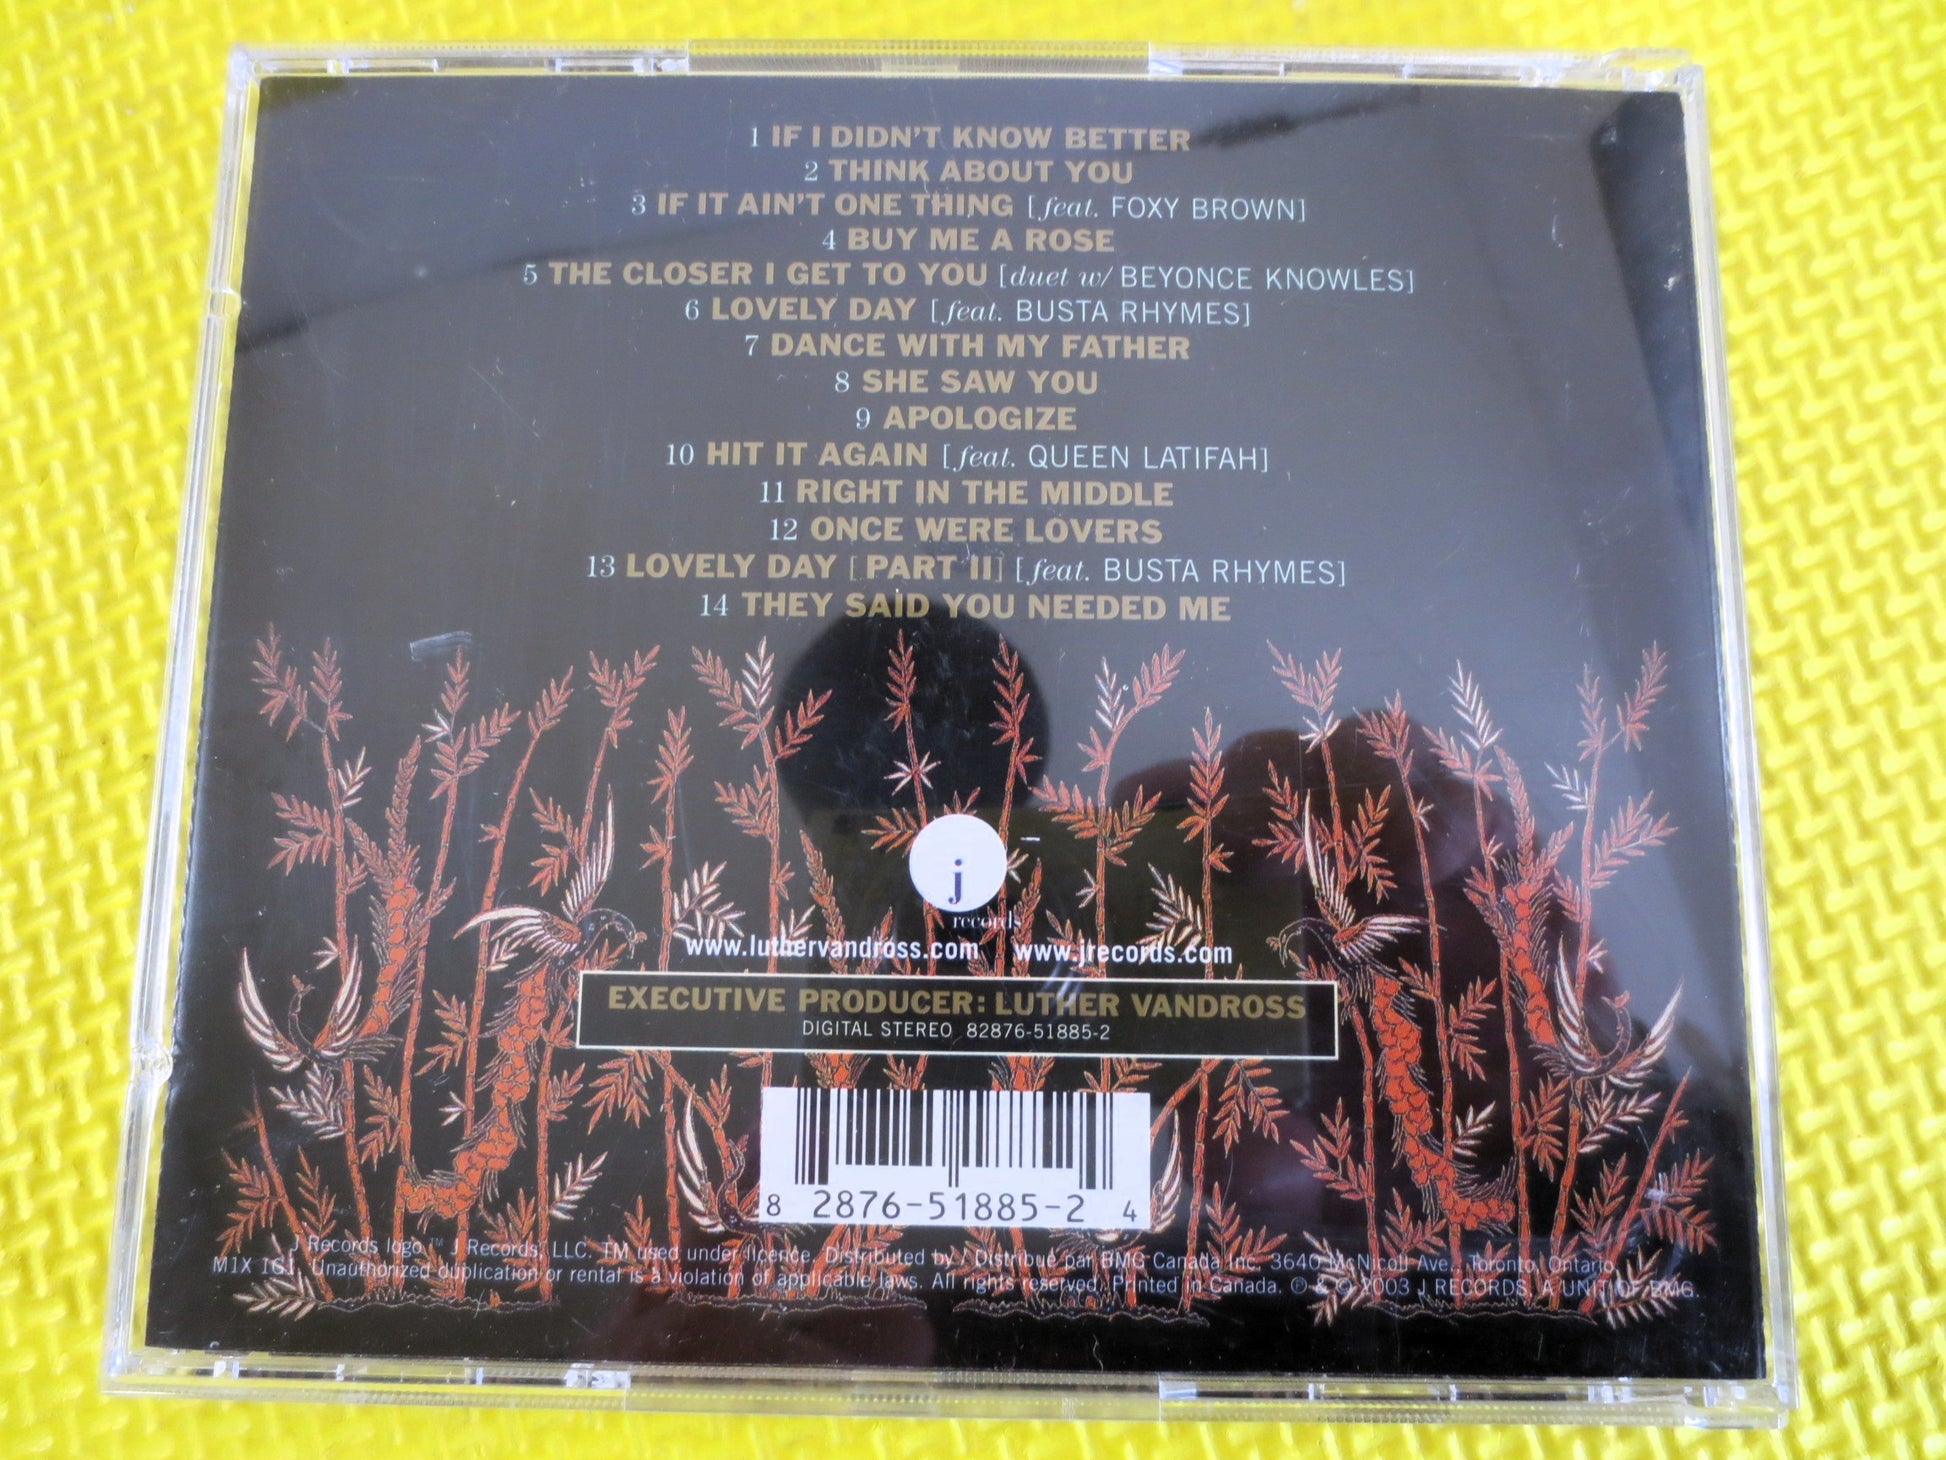 1 IF I DIDN'T KNOW BETTER
2 THINK ABOUT YOU
3 IF IT AIN'T ONE THING [feat. FOXY BROWN]
4 BUY ME A ROSE
5 THE CLOSER I GET TO YOU [duet w/ BEYONCE KNOWLES]
6 LOVELY DAY [feat. BUSTA RHYMES]
7 DANCE WITH MY FATHER
8 SHE SAW YOU
9 APOLOGIZE
10 HIT IT AGAIN [feat. QUEEN LATIFAH]
11 RIGHT IN THE MIDDLE
12 ONCE WERE LOVERS
13 LOVELY DAY [PART II] [feat. BUSTA RHYMES]
14 THEY SAID YOU NEEDED ME
j
records
www.luthervandross.com www.jrecords.com
EXECUTIVE PRODUCER: LUTHER VANDROSS
DIGITAL STEREO 82876-51885-2
8 2876-51885-2 4
J Records logo ™ J Records, LLC. TM used under licence. Distributed by / Distribué par BMG Canada Inc. 3640 McNicoll Ave., Toronto, Ontario,
M1X 1G1. Unauthorized duplication or rental is a violation of applicable laws. All rights reserved. Printed in Canada. ℗ & © 2003 J RECORDS, A UNIT OF BMG.